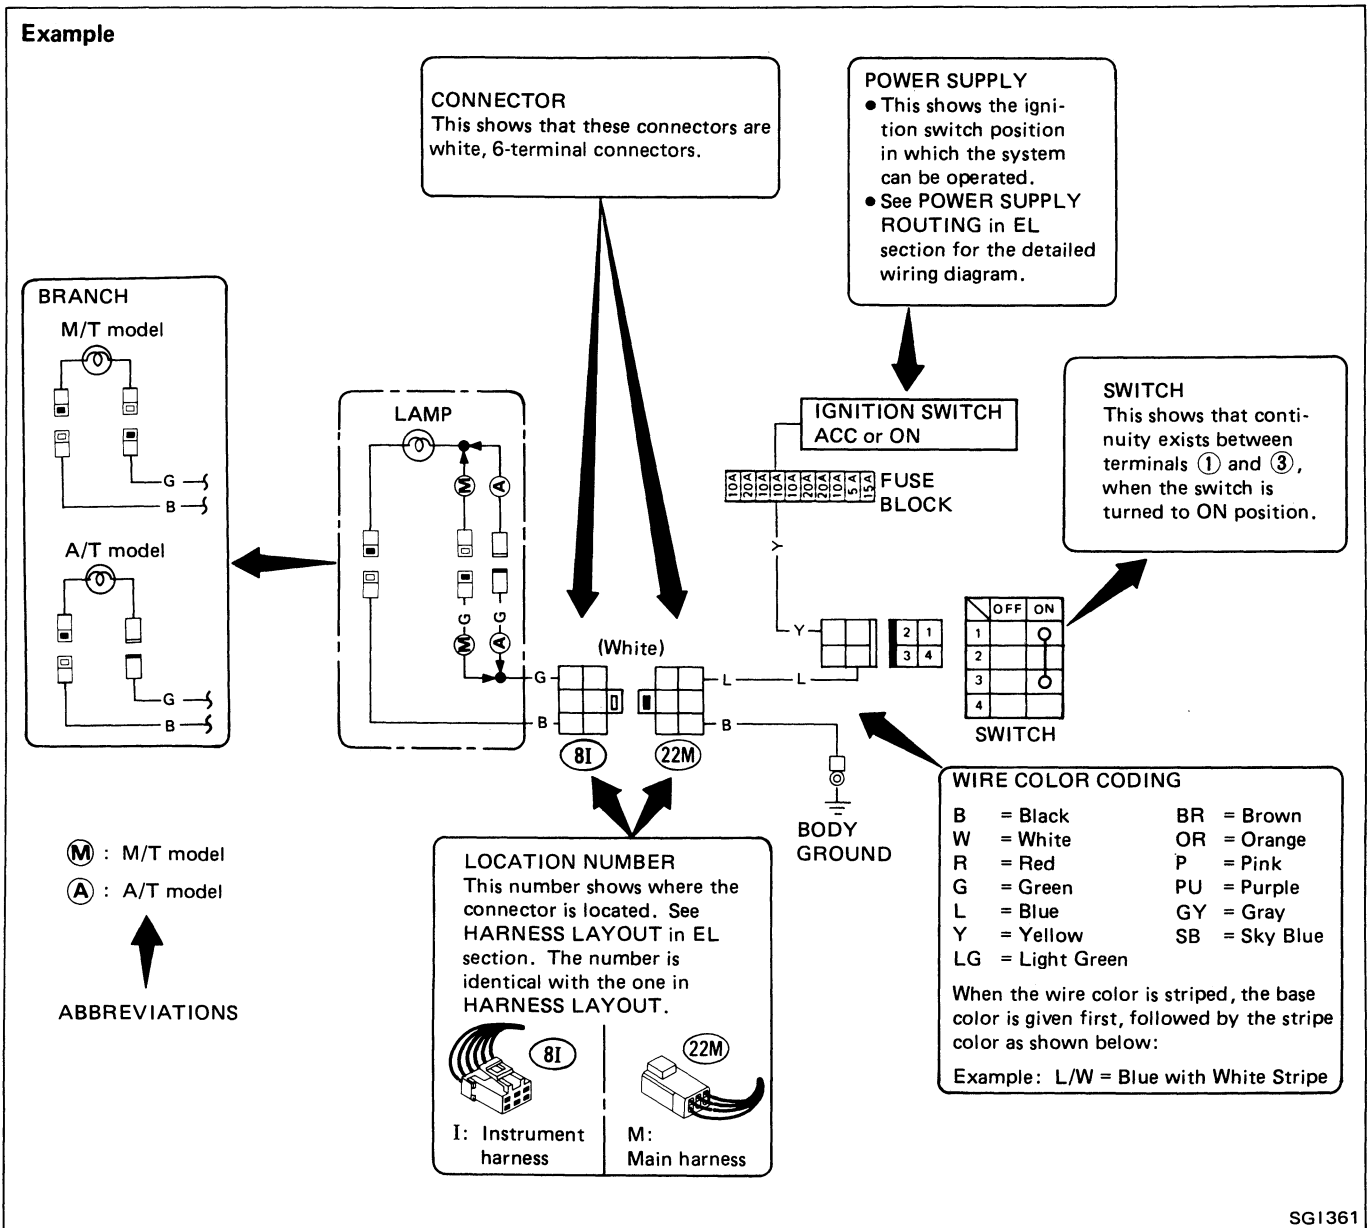 Example
CONNECTOR
This shows that these connectors are
white, 6-terminal connectors.
POWER SUPPLY
● This shows the igni-
tion switch position
in which the system
can be operated.
● See POWER SUPPLY
ROUTING in EL
section for the detailed
wiring diagram.
BRANCH
M/T model
G
B
A/T model
G
B
LAMP
M
A
G
G
M
A
G
B
(White)
8I
22M
L
L
B
IGNITION SWITCH
ACC or ON
10A
20A
10A
10A
10A
20A
20A
10A
5A
15A
FUSE
BLOCK
Y
Y
2 1
3 4
SWITCH
This shows that conti-
nuity exists between
terminals ① and ③,
when the switch is
turned to ON position.
OFF ON
1
2
3
4
SWITCH
BODY
GROUND
Ⓜ : M/T model
Ⓐ : A/T model
ABBREVIATIONS
LOCATION NUMBER
This number shows where the
connector is located. See
HARNESS LAYOUT in EL
section. The number is
identical with the one in
HARNESS LAYOUT.
8I
22M
I: Instrument
harness
M:
Main harness
WIRE COLOR CODING
B = Black
BR = Brown
W = White
OR = Orange
R = Red
P = Pink
G = Green
PU = Purple
L = Blue
GY = Gray
Y = Yellow
SB = Sky Blue
LG = Light Green
When the wire color is striped, the base
color is given first, followed by the stripe
color as shown below:
Example: L/W = Blue with White Stripe
SGI361